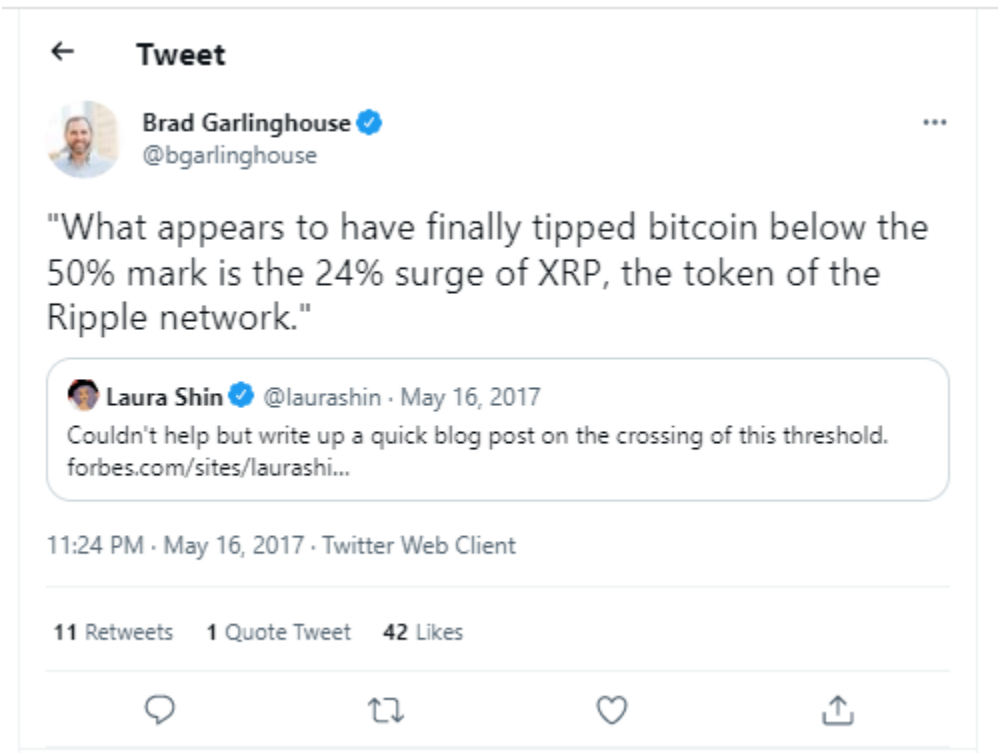 Tweet
Brad Garlinghouse
@bgarlinghouse
"What appears to have finally tipped bitcoin below the
50% mark is the 24% surge of XRP, the token of the
Ripple network."
Laura Shin @laurashin · May 16, 2017
Couldn't help but write up a quick blog post on the crossing of this threshold.
forbes.com/sites/laurashi...
11:24 PM · May 16, 2017 · Twitter Web Client
11 Retweets 1 Quote Tweet 42 Likes